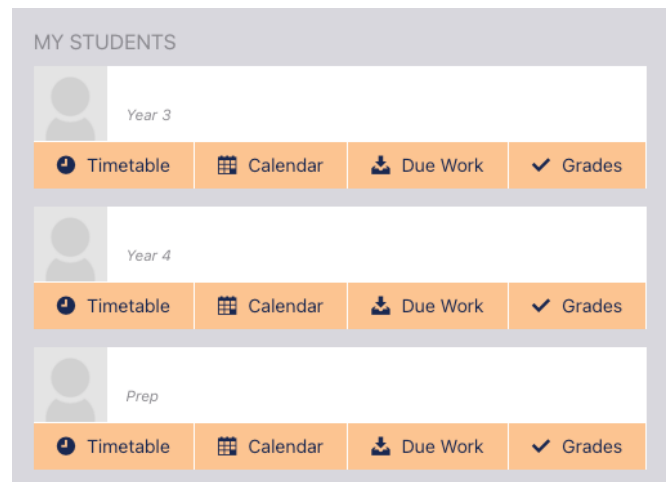 MY STUDENTS
Year 3
Timetable Calendar Due Work Grades
Year 4
Timetable Calendar Due Work Grades
Prep
Timetable Calendar Due Work Grades